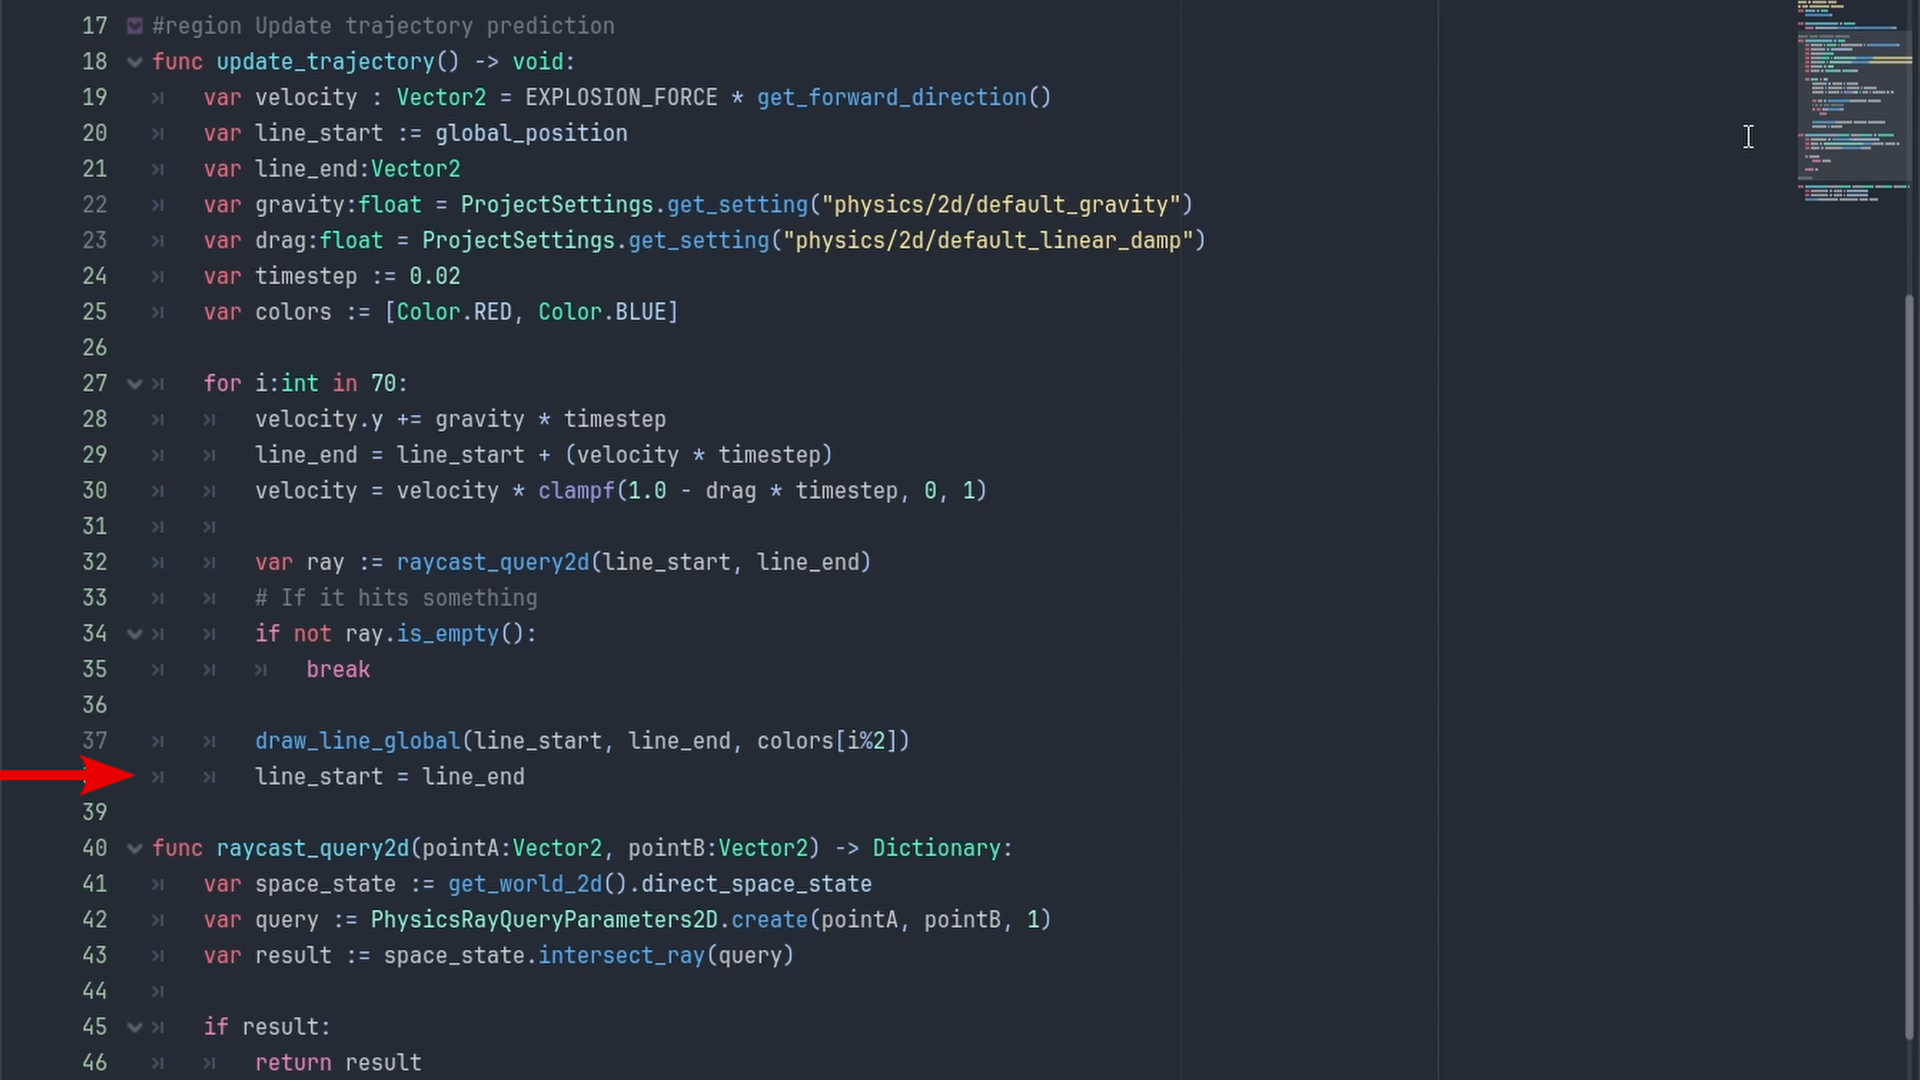 17 #region Update trajectory prediction
18 func update_trajectory() -> void:
19 var velocity : Vector2 = EXPLOSION_FORCE * get_forward_direction()
20 var line_start := global_position
21 var line_end:Vector2
22 var gravity:float = ProjectSettings.get_setting("physics/2d/default_gravity")
23 var drag:float = ProjectSettings.get_setting("physics/2d/default_linear_damp")
24 var timestep := 0.02
25 var colors := [Color.RED, Color.BLUE]
26
27 for i:int in 70:
28 velocity.y += gravity * timestep
29 line_end = line_start + (velocity * timestep)
30 velocity = velocity * clampf(1.0 - drag * timestep, 0, 1)
31
32 var ray := raycast_query2d(line_start, line_end)
33 # If it hits something
34 if not ray.is_empty():
35 break
36
37 draw_line_global(line_start, line_end, colors[i%2])
line_start = line_end
39
40 func raycast_query2d(pointA:Vector2, pointB:Vector2) -> Dictionary:
41 var space_state := get_world_2d().direct_space_state
42 var query := PhysicsRayQueryParameters2D.create(pointA, pointB, 1)
43 var result := space_state.intersect_ray(query)
44
45 if result:
46 return result